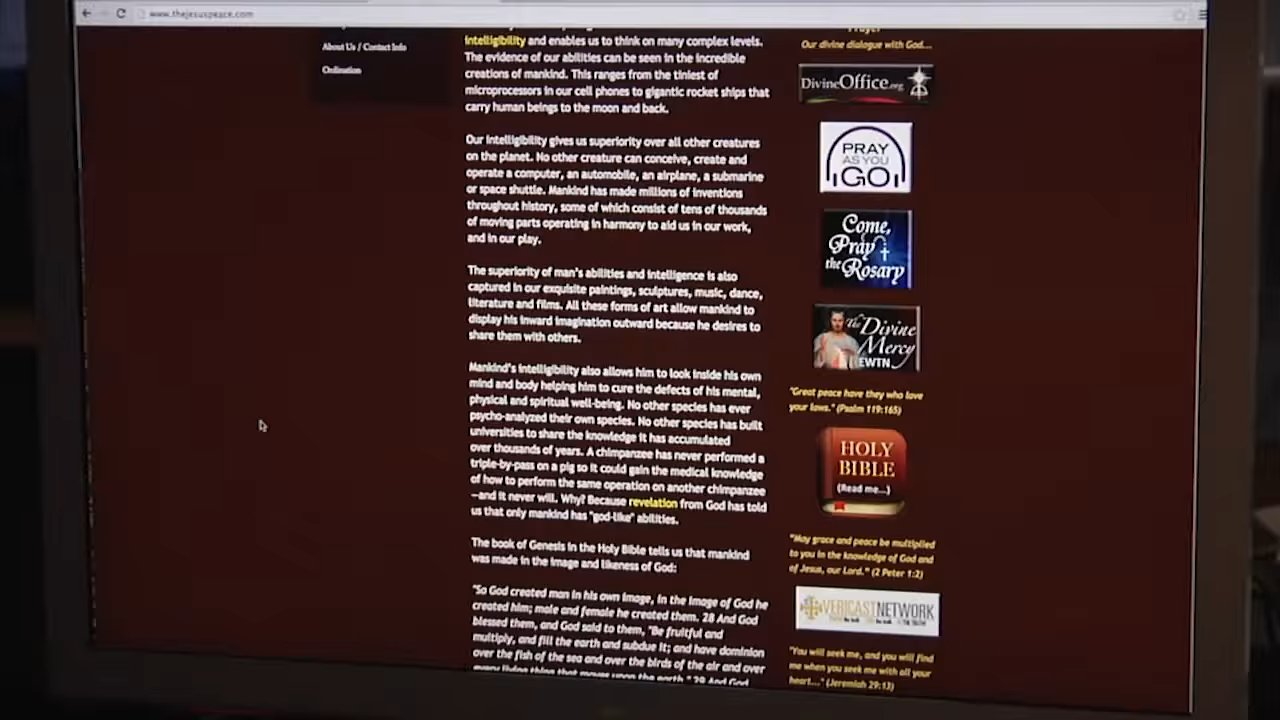 www.thejesuspeace.com
About Us / Contact Info
Ordination
intelligibility and enables us to think on many complex levels.
The evidence of our abilities can be seen in the incredible
creations of mankind. This ranges from the tiniest of
microprocessors in our cell phones to gigantic rocket ships that
carry human beings to the moon and back.
Our intelligibility gives us superiority over all other creatures
on the planet. No other creature can conceive, create and
operate a computer, an automobile, an airplane, a submarine
or space shuttle. Mankind has made millions of inventions
throughout history, some of which consist of tens of thousands
of moving parts operating in harmony to aid us in our work,
and in our play.
The superiority of man's abilities and intelligence is also
captured in our exquisite paintings, sculptures, music, dance,
literature and films. All these forms of art allow mankind to
display his inward imagination outward because he desires to
share them with others.
Mankind's intelligibility also allows him to look inside his own
mind and body helping him to cure the defects of his mental,
physical and spiritual well-being. No other species has ever
psycho-analyzed their own species. No other species has built
universities to share the knowledge it has accumulated
over thousands of years. A chimpanzee has never performed a
triple-by-pass on a pig so it could gain the medical knowledge
of how to perform the same operation on another chimpanzee
—and it never will. Why? Because revelation from God has told
us that only mankind has "god-like" abilities.
The book of Genesis in the Holy Bible tells us that mankind
was made in the image and likeness of God:
"So God created man in his own image, in the image of God he
created him; male and female he created them. 28 And God
blessed them, and God said to them, "Be fruitful and
multiply, and fill the earth and subdue it; and have dominion
over the fish of the sea and over the birds of the air and over
every living thing that moves upon the earth." 29 And God
Prayer
Our divine dialogue with God...
DivineOffice.org
PRAY
AS YOU
GO
Come,
Pray
the Rosary
The Divine
Mercy
EWTN
"Great peace have they who love
your laws." (Psalm 119:165)
HOLY
BIBLE
(Read me...)
"May grace and peace be multiplied
to you in the knowledge of God and
of Jesus, our Lord." (2 Peter 1:2)
VERICAST NETWORK
"You will seek me, and you will find
me when you seek me with all your
heart...." (Jeremiah 29:13)